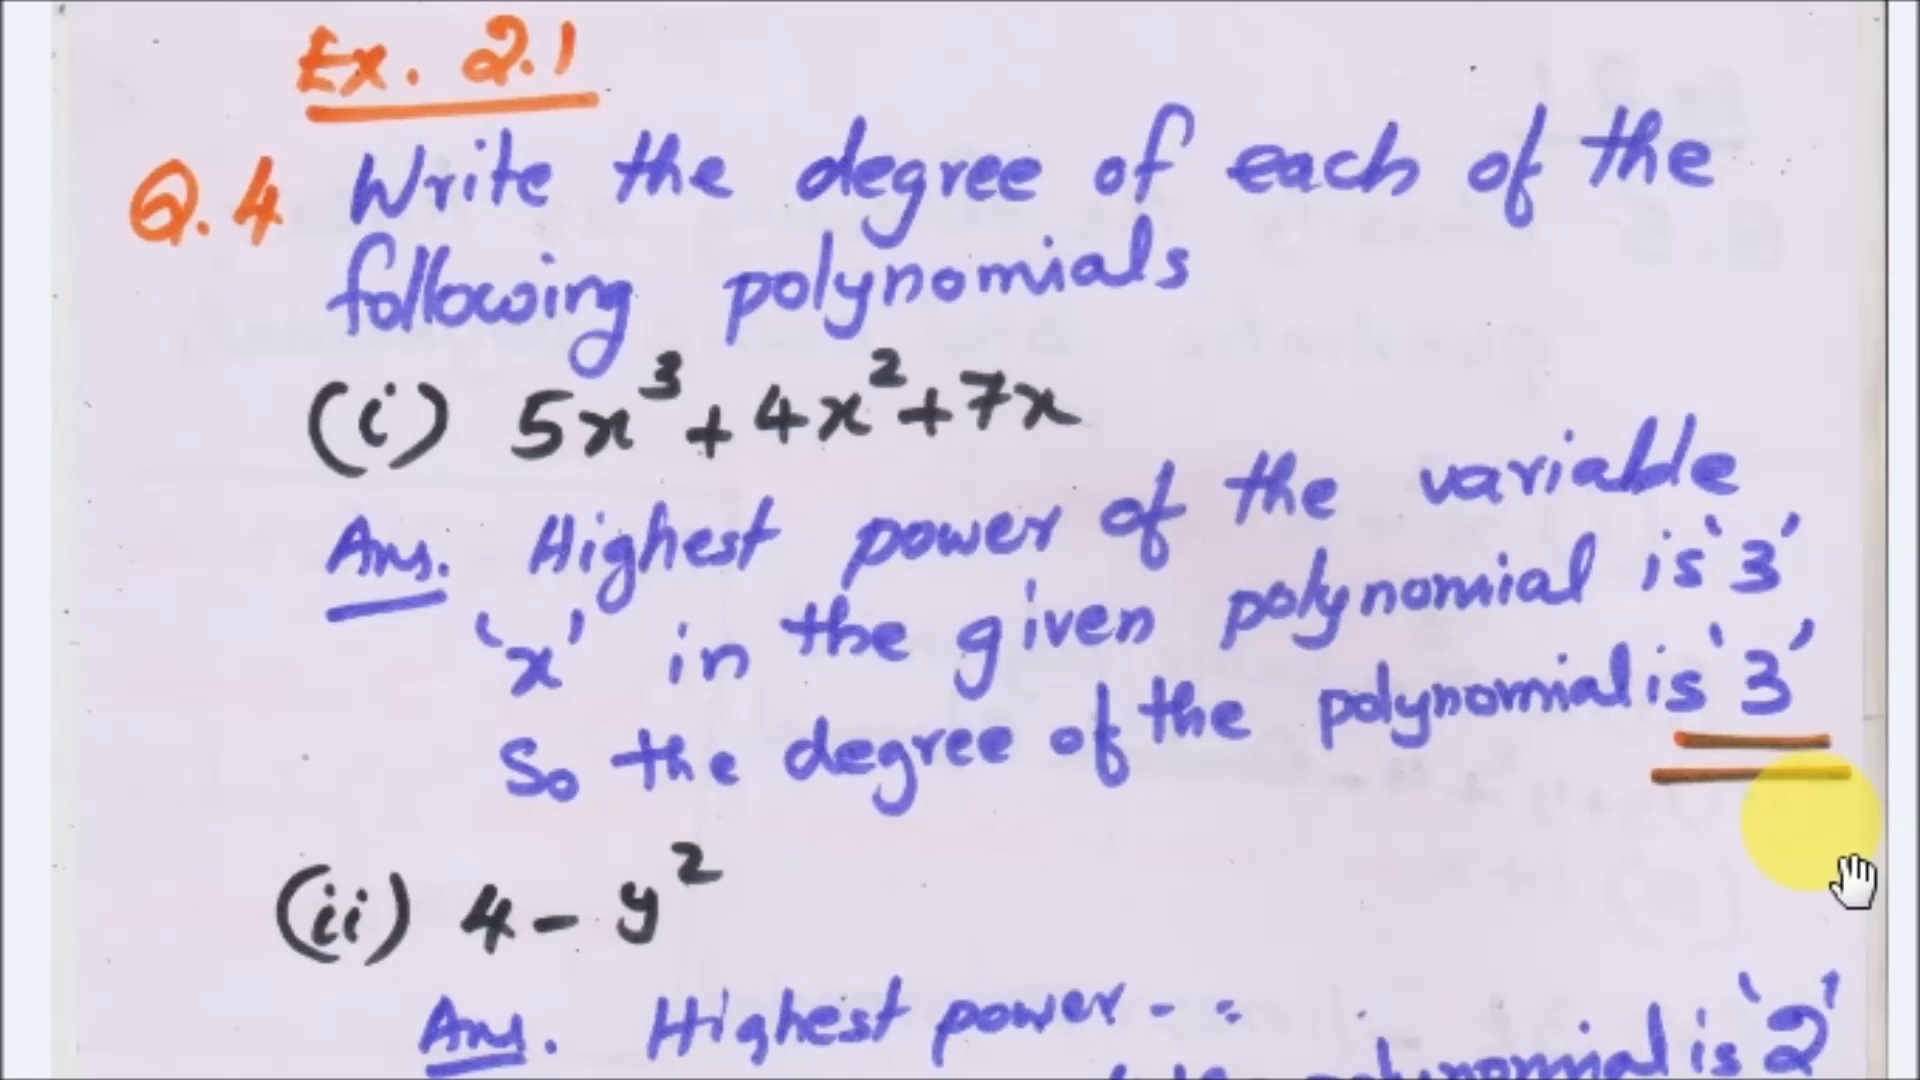 Ex. 2.1
Q.4 Write the degree of each of the
following polynomials
(i) 5x³+4x²+7x
Ans. Highest power of the variable
'x' in the given polynomial is '3'
So the degree of the polynomial is '3'
(ii) 4-y²
Ans. Highest power - -
the polynomial is '2'